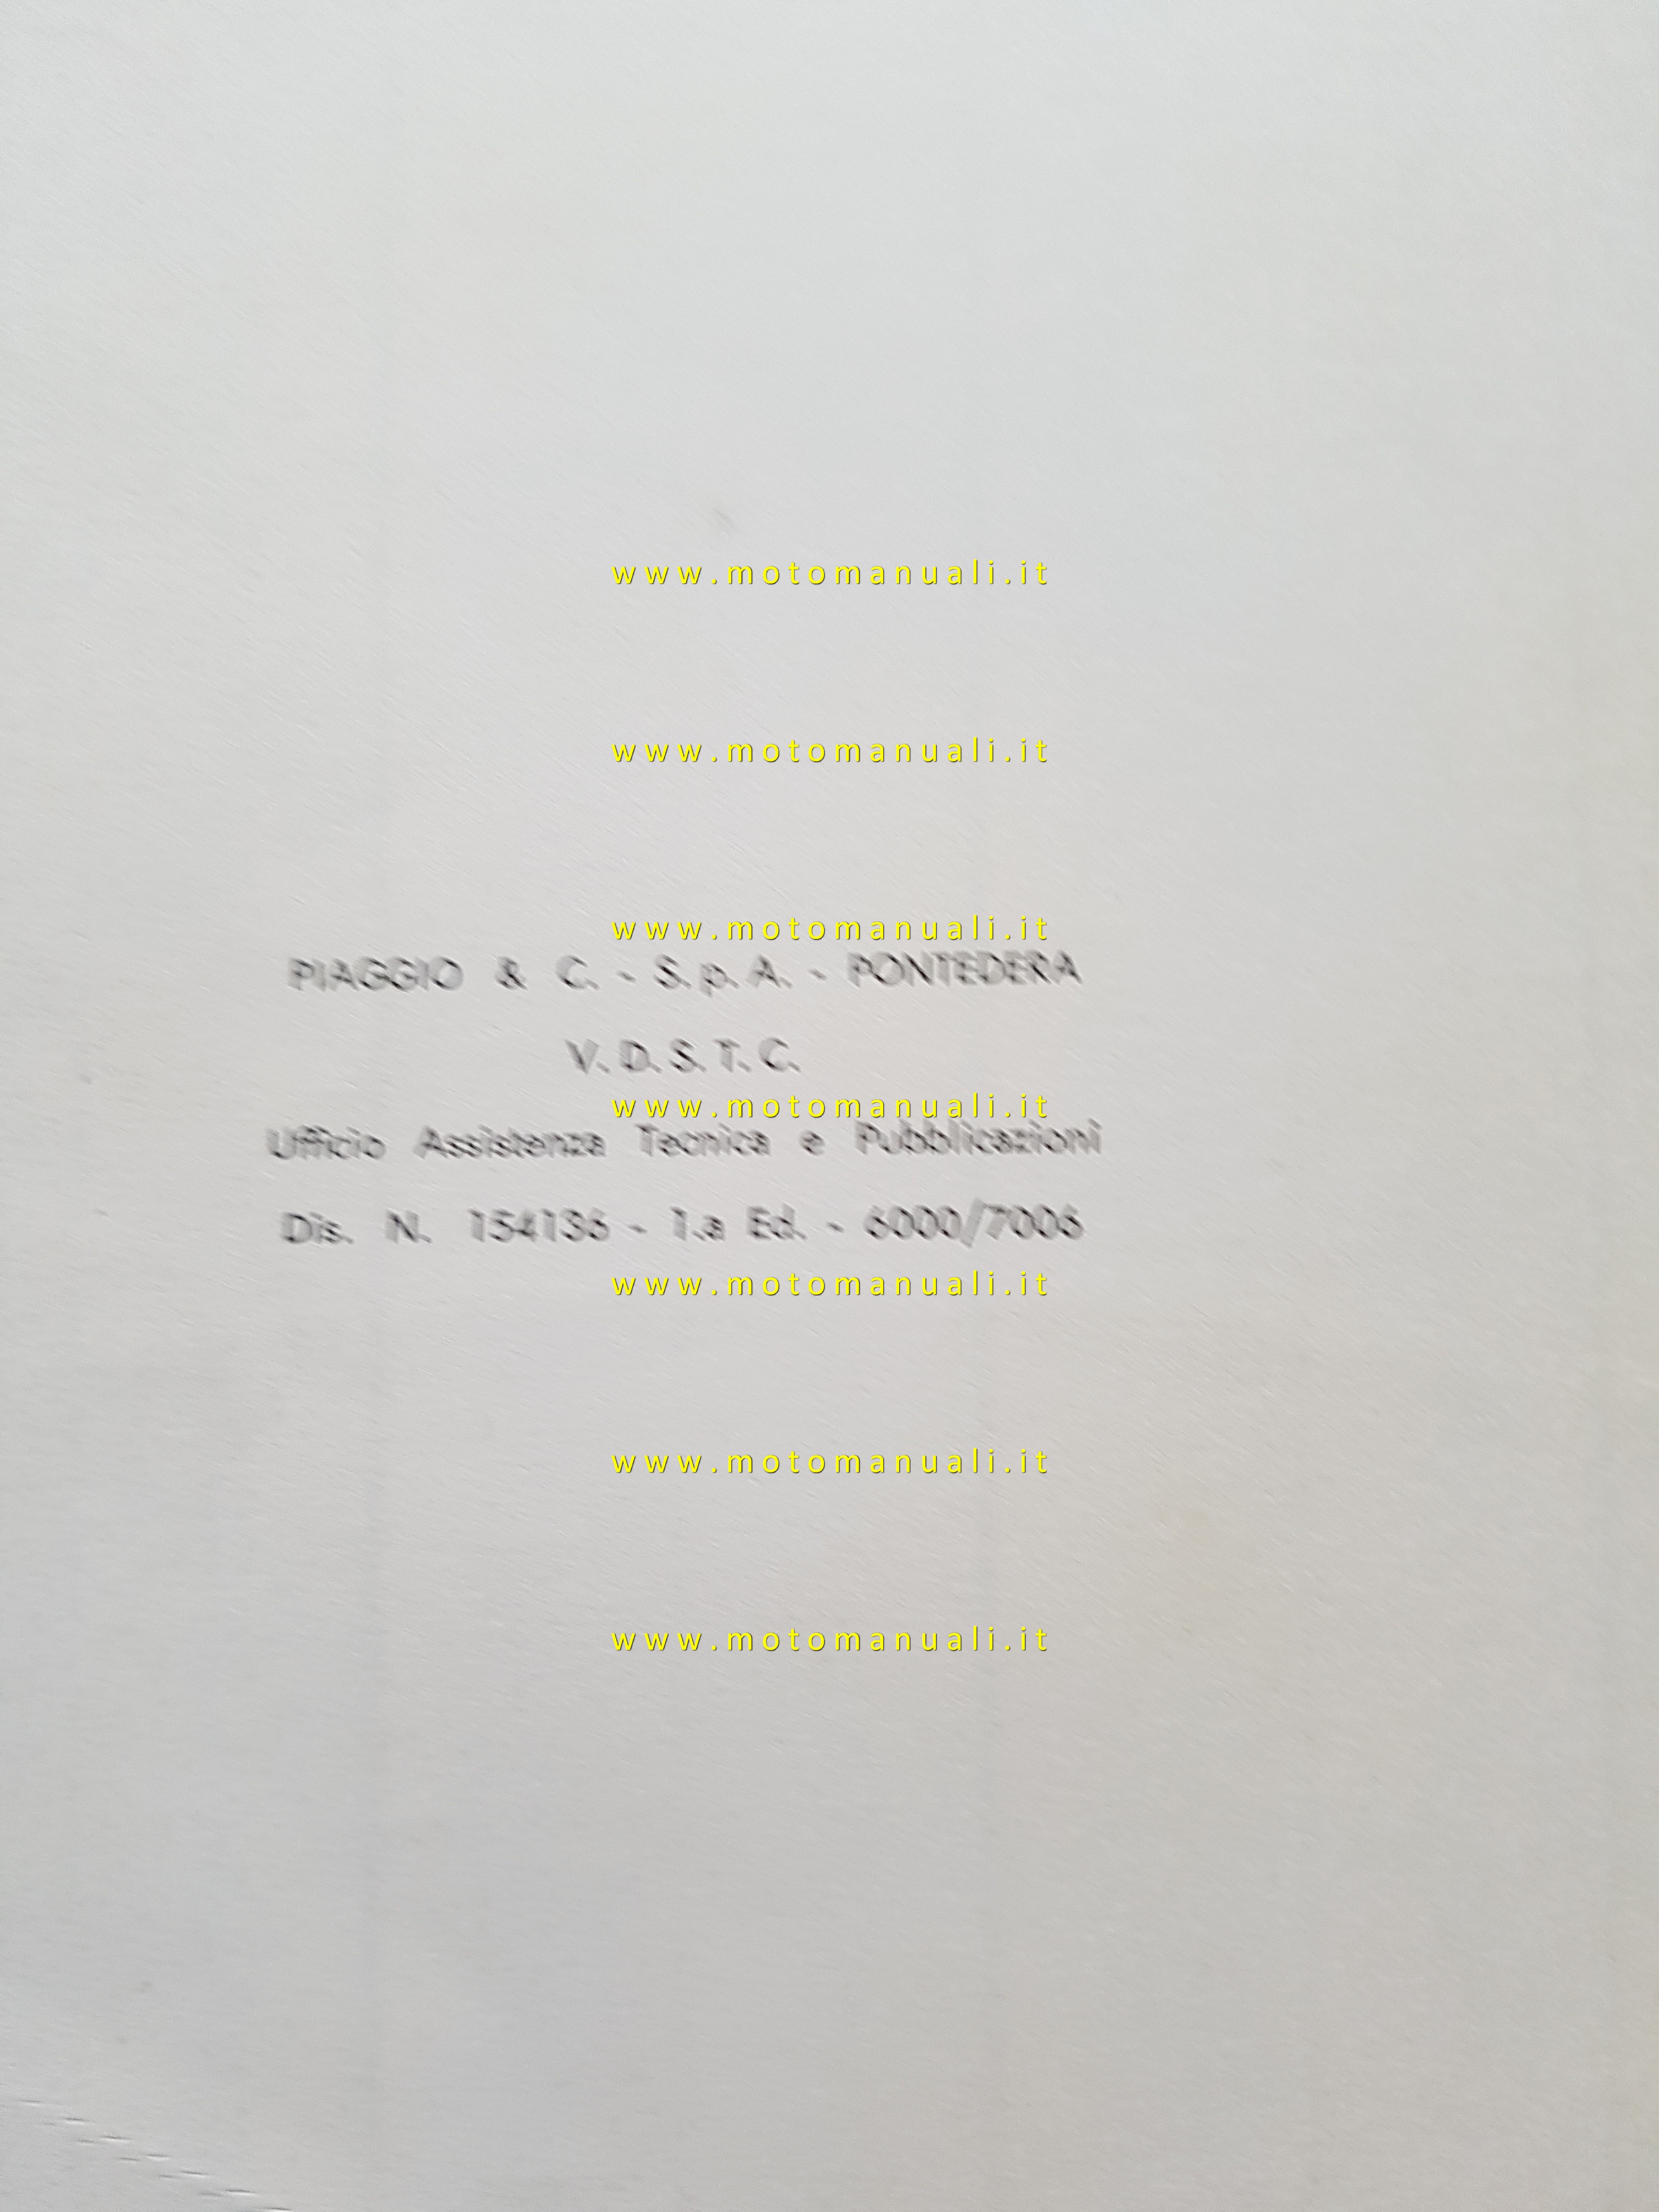 www.motomanuali.it
www.motomanuali.it
www.motomanuali.it
PIAGGIO & C. - S. p. A. - PONTEDERA
V. D. S. T. C.
www.motomanuali.it
Ufficio Assistenza Tecnica e Pubblicazioni
Dis. N. 154136 - 1.a Ed. - 6000/7006
www.motomanuali.it
www.motomanuali.it
www.motomanuali.it